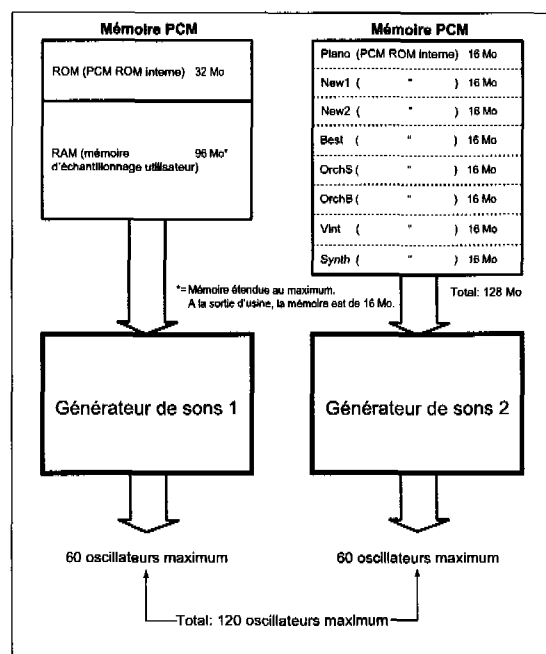 Mémoire PCM
ROM (PCM ROM interne) 32 Mo
RAM (mémoire 96 Mo*
d'échantillonnage utilisateur)
*= Mémoire étendue au maximum.
A la sortie d'usine, la mémoire est de 16 Mo.
Générateur de sons 1
60 oscillateurs maximum
Mémoire PCM
Piano (PCM ROM interne) 16 Mo
New1 ( " ) 16 Mo
New2 ( " ) 16 Mo
Best ( " ) 16 Mo
OrchS ( " ) 16 Mo
OrchB ( " ) 16 Mo
Vint ( " ) 16 Mo
Synth ( " ) 16 Mo
Total: 128 Mo
Générateur de sons 2
60 oscillateurs maximum
Total: 120 oscillateurs maximum